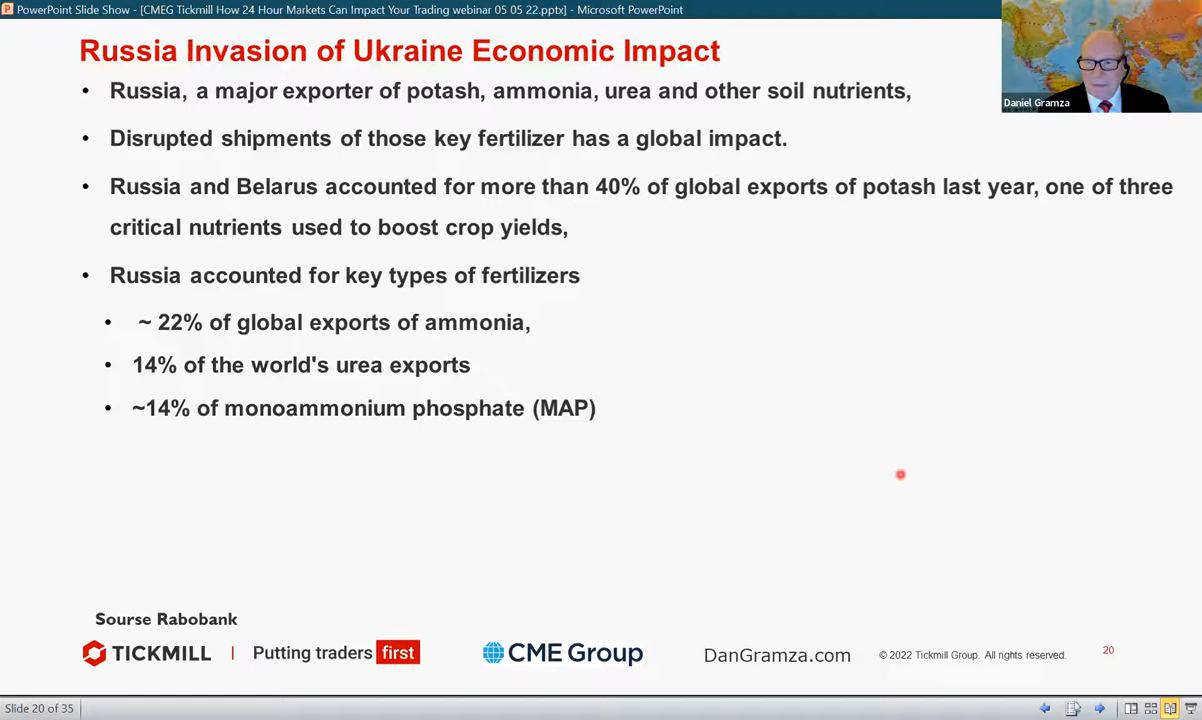 PowerPoint Slide Show - [CMEG Tickmill How 24 Hour Markets Can Impact Your Trading webinar 05 05 22.pptx] - Microsoft PowerPoint
Russia Invasion of Ukraine Economic Impact
• Russia, a major exporter of potash, ammonia, urea and other soil nutrients,
Daniel Gramza
• Disrupted shipments of those key fertilizer has a global impact.
• Russia and Belarus accounted for more than 40% of global exports of potash last year, one of three
critical nutrients used to boost crop yields,
• Russia accounted for key types of fertilizers
• ~ 22% of global exports of ammonia,
• 14% of the world's urea exports
• ~14% of monoammonium phosphate (MAP)
Sourse Rabobank
TICKMILL | Putting traders first CME Group DanGramza.com © 2022 Tickmill Group. All rights reserved. 20
Slide 20 of 35